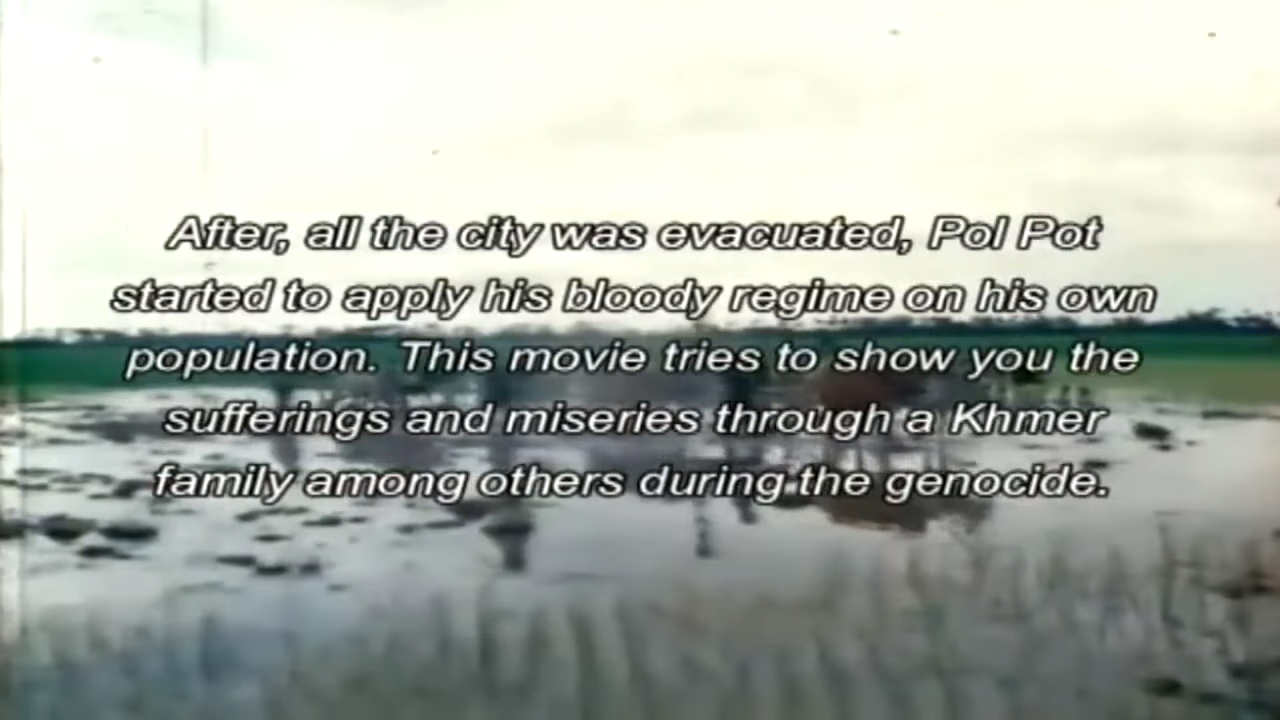 After, all the city was evacuated, Pol Pot
started to apply his bloody regime on his own
population. This movie tries to show you the
sufferings and miseries through a Khmer
family among others during the genocide.